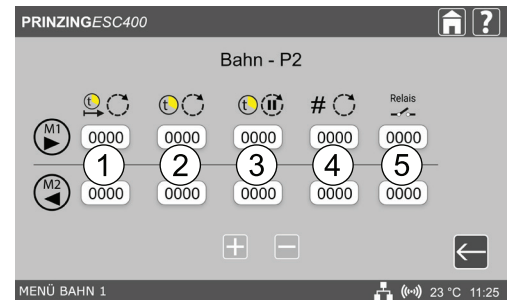 PRINZINGESC400
?
Bahn - P2
t t t # Relais
M1 0000 0000 0000 0000 0000
1 2 3 4 5
M2 0000 0000 0000 0000 0000
+ −
MENÜ BAHN 1 23 °C 11:25